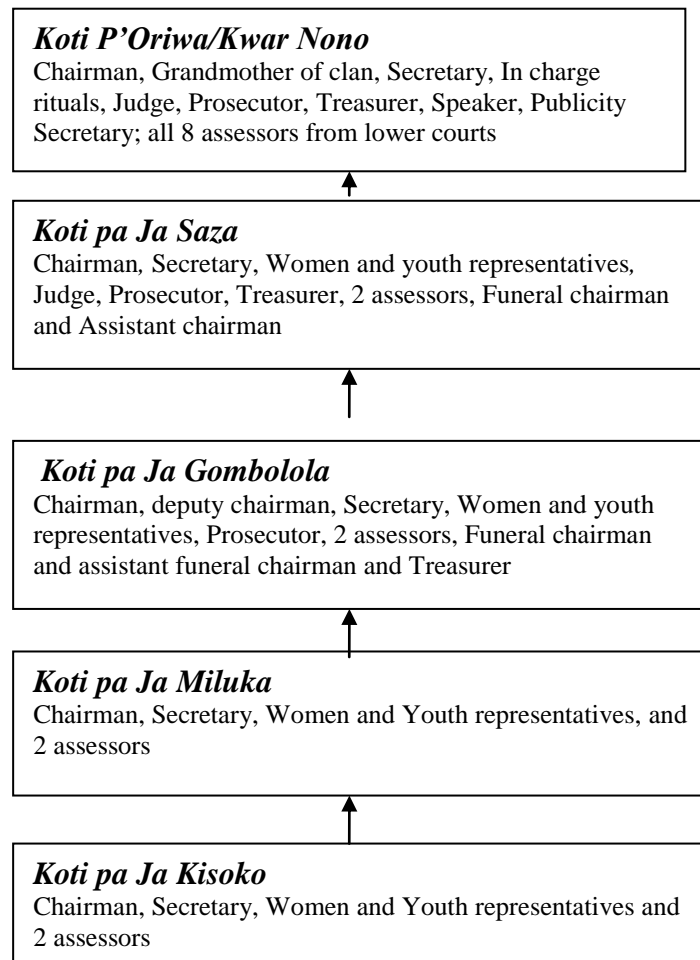 Koti P’Oriwa/Kwar Nono
Chairman, Grandmother of clan, Secretary, In charge
rituals, Judge, Prosecutor, Treasurer, Speaker, Publicity
Secretary; all 8 assessors from lower courts
Koti pa Ja Saza
Chairman, Secretary, Women and youth representatives,
Judge, Prosecutor, Treasurer, 2 assessors, Funeral chairman
and Assistant chairman
Koti pa Ja Gombolola
Chairman, deputy chairman, Secretary, Women and youth
representatives, Prosecutor, 2 assessors, Funeral chairman
and assistant funeral chairman and Treasurer
Koti pa Ja Miluka
Chairman, Secretary, Women and Youth representatives, and
2 assessors
Koti pa Ja Kisoko
Chairman, Secretary, Women and Youth representatives and
2 assessors